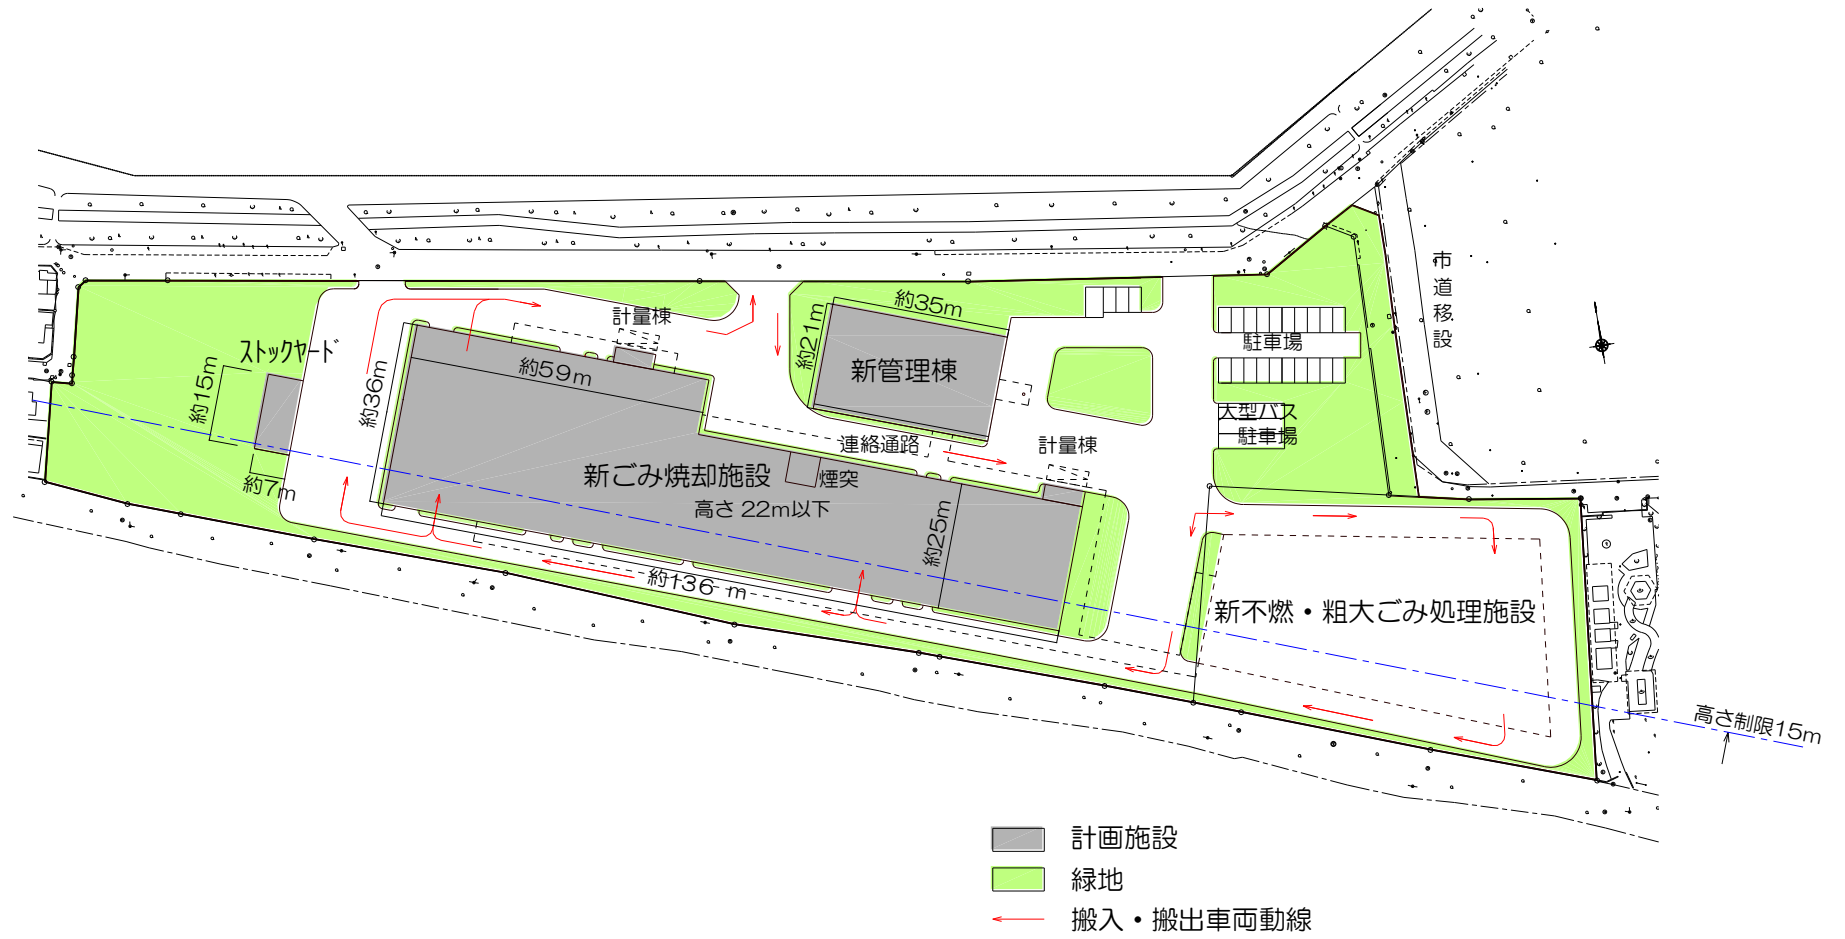 市道移設
約35m
計量棟
約21m
ストックヤード
駐車場
約59m
新管理棟
約15m
約36m
大型バス
駐車場
連絡通路
計量棟
新ごみ焼却施設
煙突
約7m
高さ 22m以下
約25m
約136 m
新不燃・粗大ごみ処理施設
高さ制限15m
計画施設
緑地
搬入・搬出車両動線